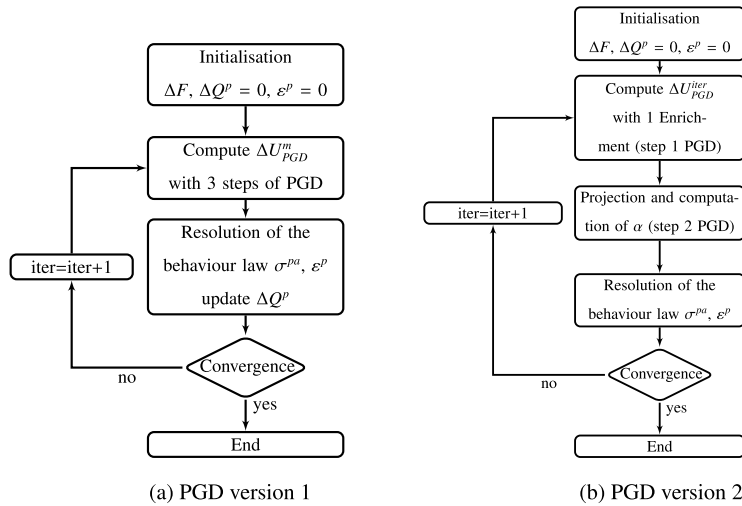 Initialisation
ΔF, ΔQ^p = 0, ε^p = 0
Compute ΔU^m_PGD
with 3 steps of PGD
Resolution of the
behaviour law σ^pa, ε^p
update ΔQ^p
iter=iter+1
Convergence
no
yes
End
(a) PGD version 1
Initialisation
ΔF, ΔQ^p = 0, ε^p = 0
Compute ΔU^iter_PGD
with 1 Enrich-
ment (step 1 PGD)
Projection and computa-
tion of α (step 2 PGD)
iter=iter+1
Resolution of the
behaviour law σ^pa, ε^p
Convergence
no
yes
End
(b) PGD version 2